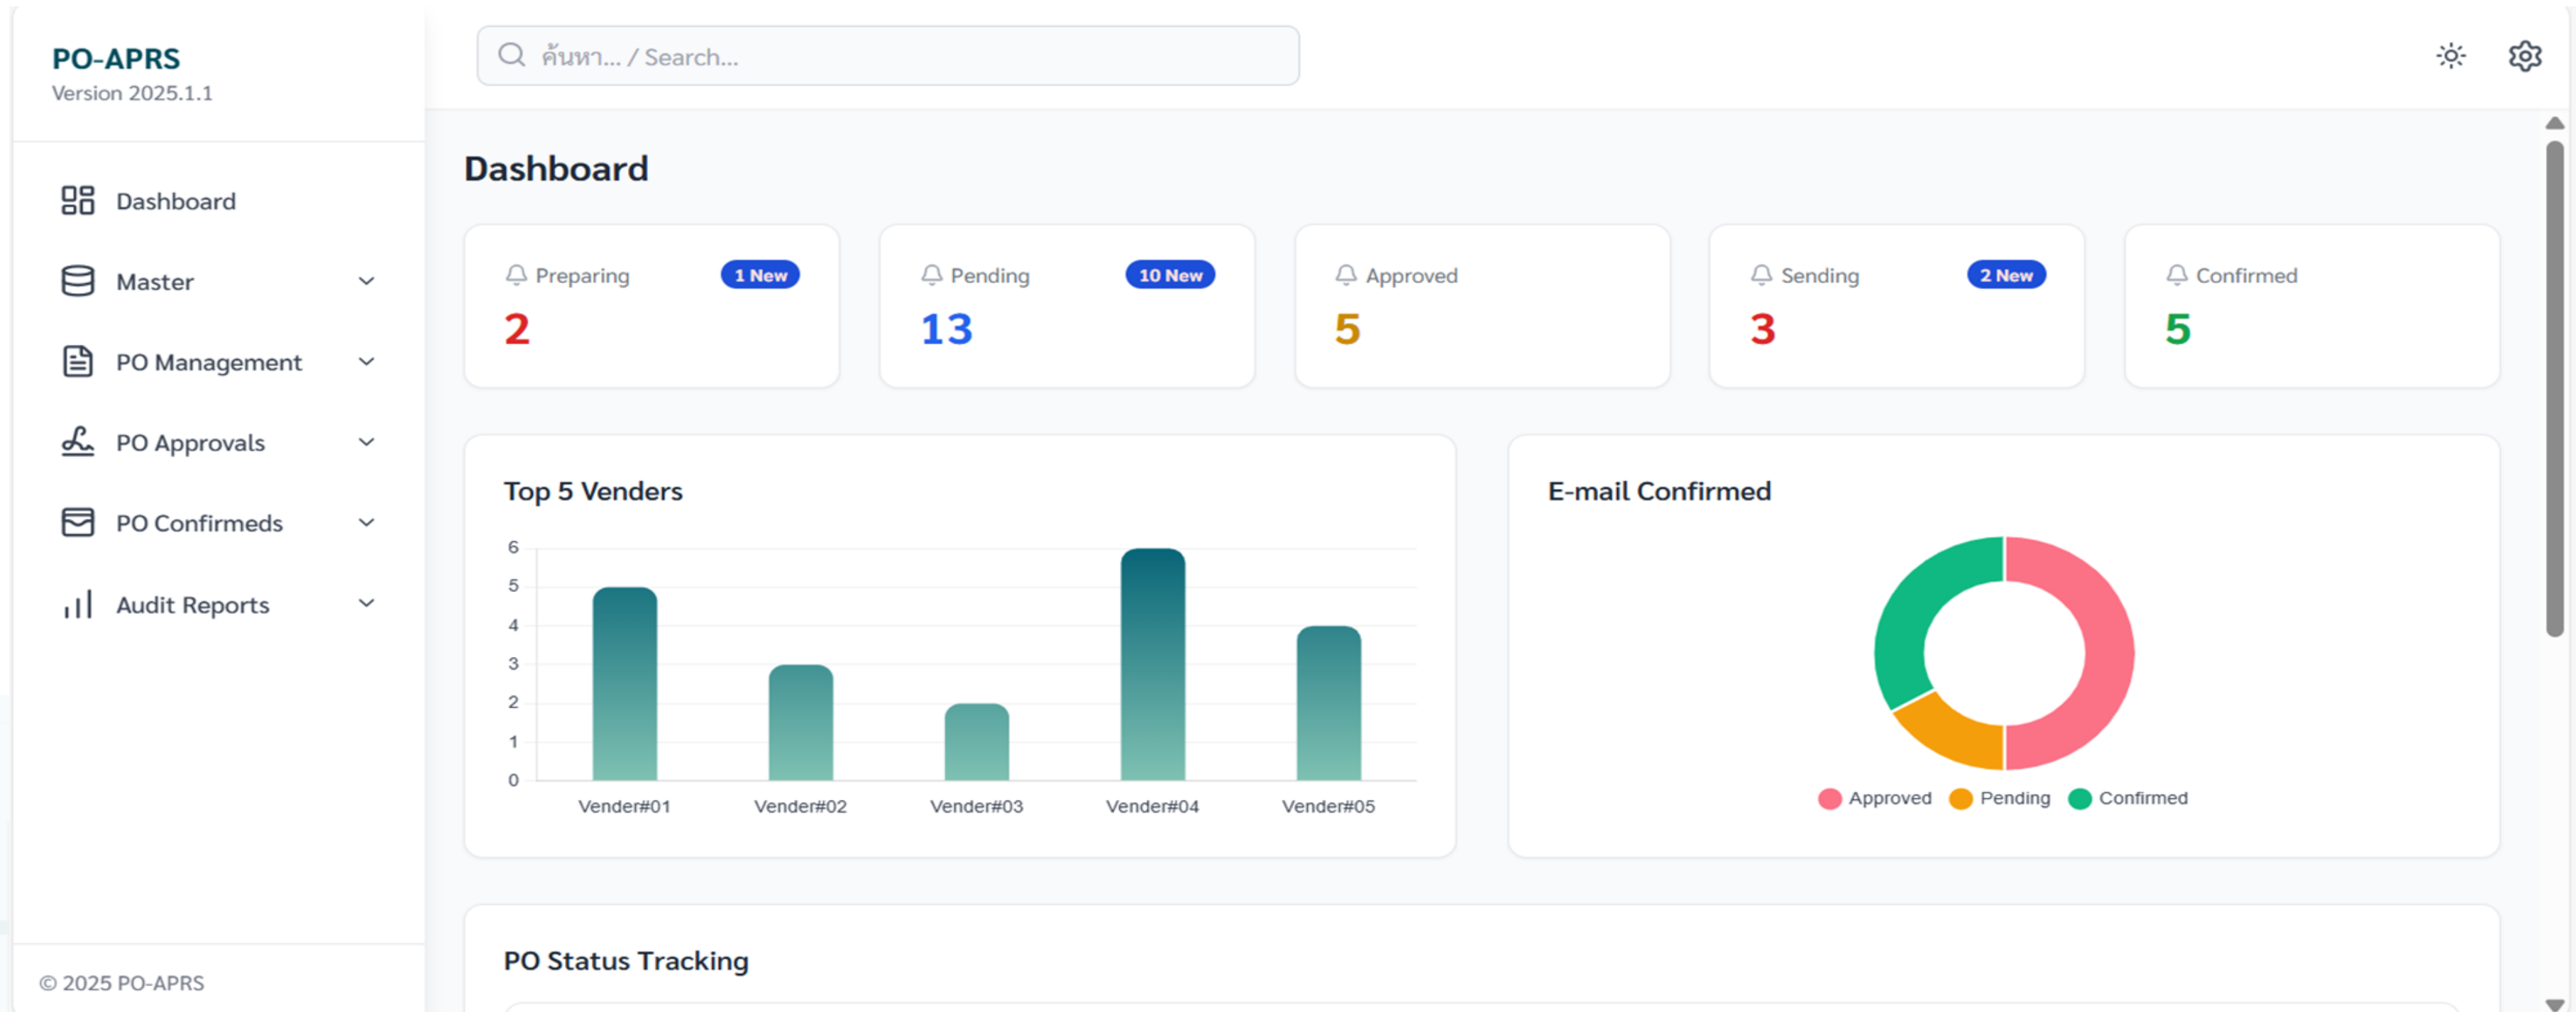 PO-APRS
Version 2025.1.1
ค้นหา... / Search...
Dashboard
Master
PO Management
PO Approvals
PO Confirmeds
Audit Reports
© 2025 PO-APRS
Dashboard
Preparing 1 New
2
Pending 10 New
13
Approved
5
Sending 2 New
3
Confirmed
5
Top 5 Venders
6
5
4
3
2
1
0
Vender#01 Vender#02 Vender#03 Vender#04 Vender#05
E-mail Confirmed
Approved Pending Confirmed
PO Status Tracking